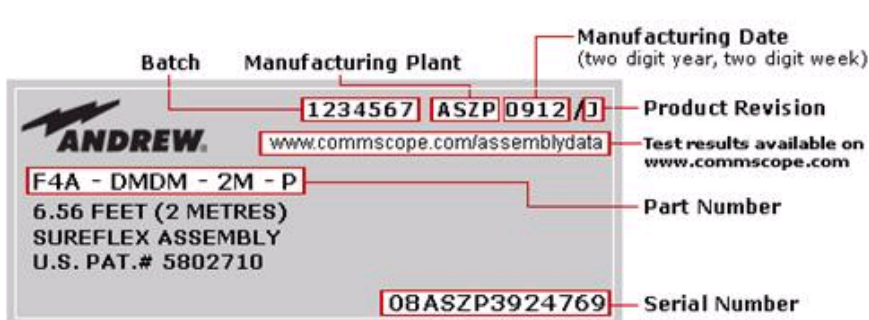 Manufacturing Date
(two digit year, two digit week)
Batch Manufacturing Plant
1234567 ASZP 0912/J Product Revision
ANDREW.
www.commscope.com/assemblydata
Test results available on
www.commscope.com
F4A - DMDM - 2M - P
6.56 FEET (2 METRES)
Part Number
SUREFLEX ASSEMBLY
U.S. PAT.# 5802710
08ASZP3924769 Serial Number